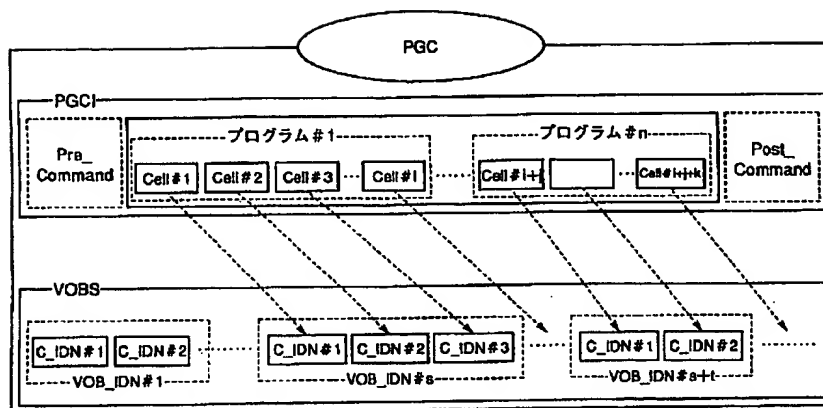 PGC
PGCI
Pre_
Command
プログラム#1
Cell#1 Cell#2 Cell#3 Cell#i
プログラム#n
Cell#i+j Cell#i+j+k
Post_
Command
VOBS
C_IDN#1 C_IDN#2
VOB_IDN#1
C_IDN#1 C_IDN#2 C_IDN#3
VOB_IDN#s
C_IDN#1 C_IDN#2
VOB_IDN#s+t